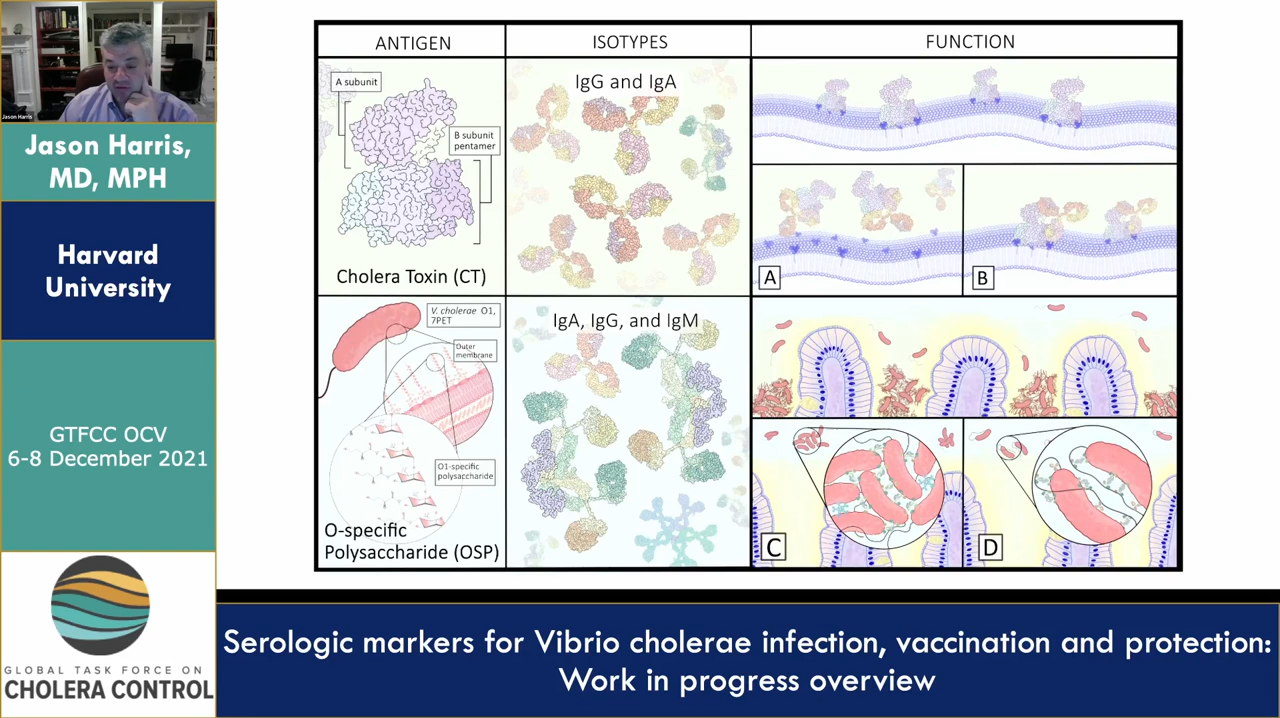 Jason Harris
Jason Harris,
MD, MPH
Harvard
University
GTFCC OCV
6-8 December 2021
GLOBAL TASK FORCE ON
CHOLERA CONTROL
ANTIGEN
ISOTYPES
FUNCTION
A subunit
B subunit
pentamer
Cholera Toxin (CT)
IgG and IgA
A
B
V. cholerae O1,
7PET
Outer
membrane
O1-specific
polysaccharide
O-specific
Polysaccharide (OSP)
IgA, IgG, and IgM
C
D
Serologic markers for Vibrio cholerae infection, vaccination and protection:
Work in progress overview